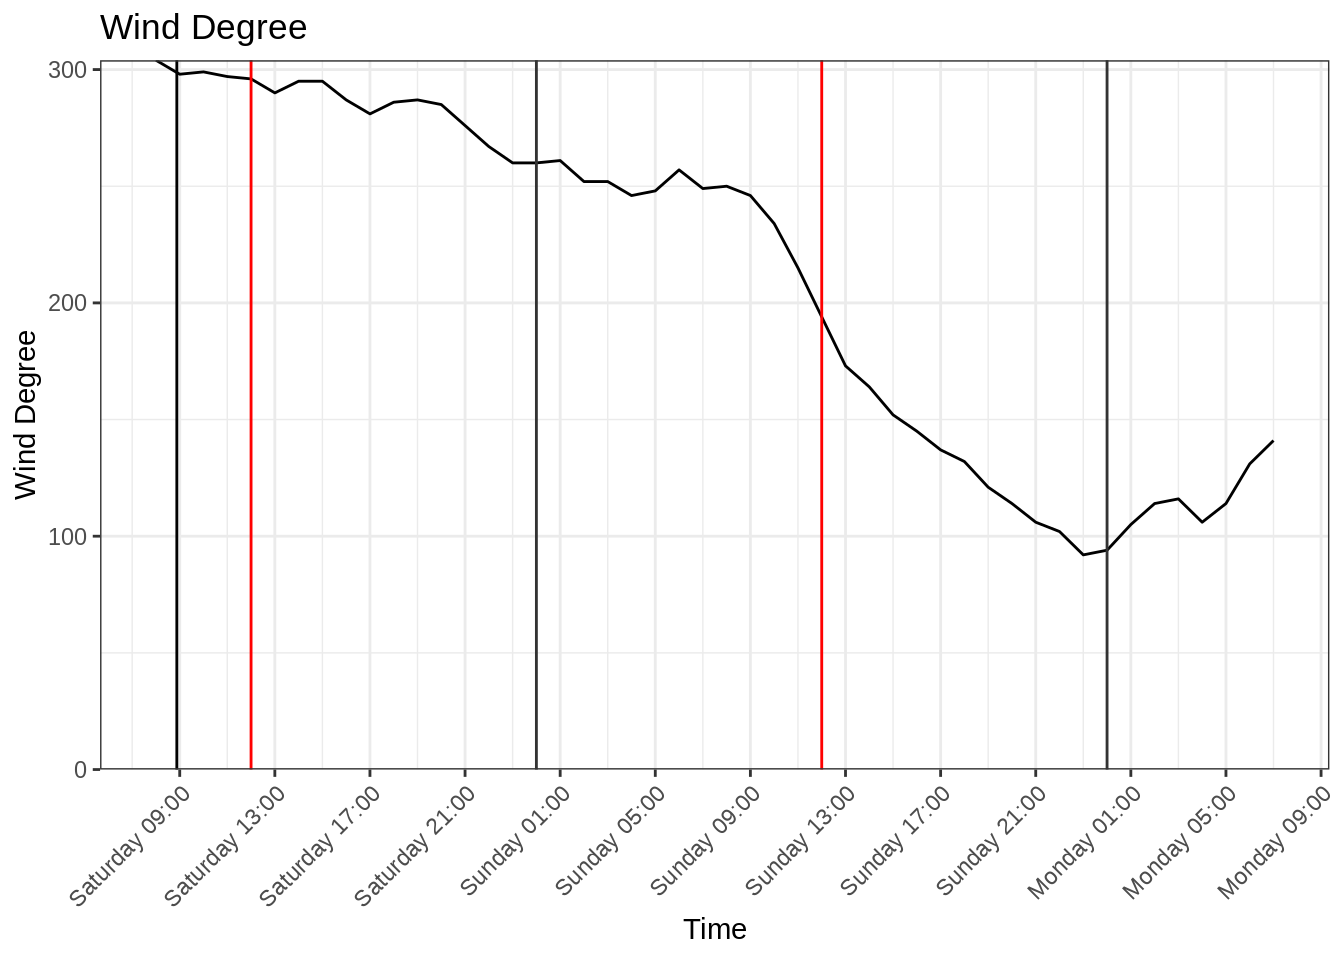 Wind Degree
300
200
100
0
Wind Degree
Saturday 09:00
Saturday 13:00
Saturday 17:00
Saturday 21:00
Sunday 01:00
Sunday 05:00
Sunday 09:00
Sunday 13:00
Sunday 17:00
Sunday 21:00
Monday 01:00
Monday 05:00
Monday 09:00
Time